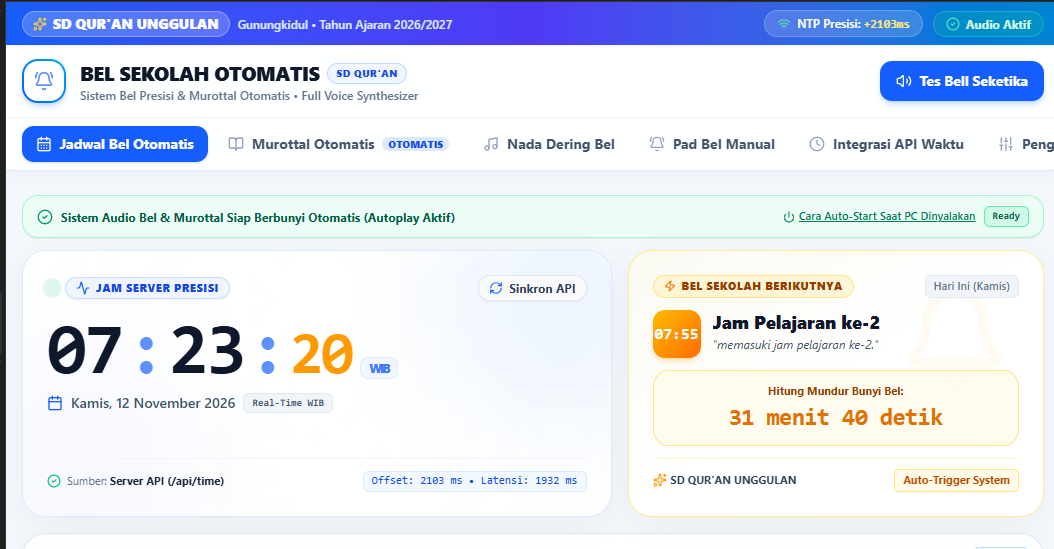 SD QUR'AN UNGGULAN Gunungkidul • Tahun Ajaran 2026/2027 NTP Presisi: +2103ms Audio Aktif
BEL SEKOLAH OTOMATIS SD QUR'AN
Sistem Bel Presisi & Murottal Otomatis • Full Voice Synthesizer
Tes Bell Seketika
Jadwal Bel Otomatis Murottal Otomatis OTOMATIS Nada Dering Bel Pad Bel Manual Integrasi API Waktu Peng
Sistem Audio Bel & Murottal Siap Berbunyi Otomatis (Autoplay Aktif) Cara Auto-Start Saat PC Dinyalakan Ready
JAM SERVER PRESISI Sinkron API
07:23:20 WIB
Kamis, 12 November 2026 Real-Time WIB
Sumber: Server API (/api/time) Offset: 2103 ms • Latensi: 1932 ms
BEL SEKOLAH BERIKUTNYA Hari Ini (Kamis)
07:55 Jam Pelajaran ke-2
"memasuki jam pelajaran ke-2."
Hitung Mundur Bunyi Bel:
31 menit 40 detik
SD QUR'AN UNGGULAN Auto-Trigger System